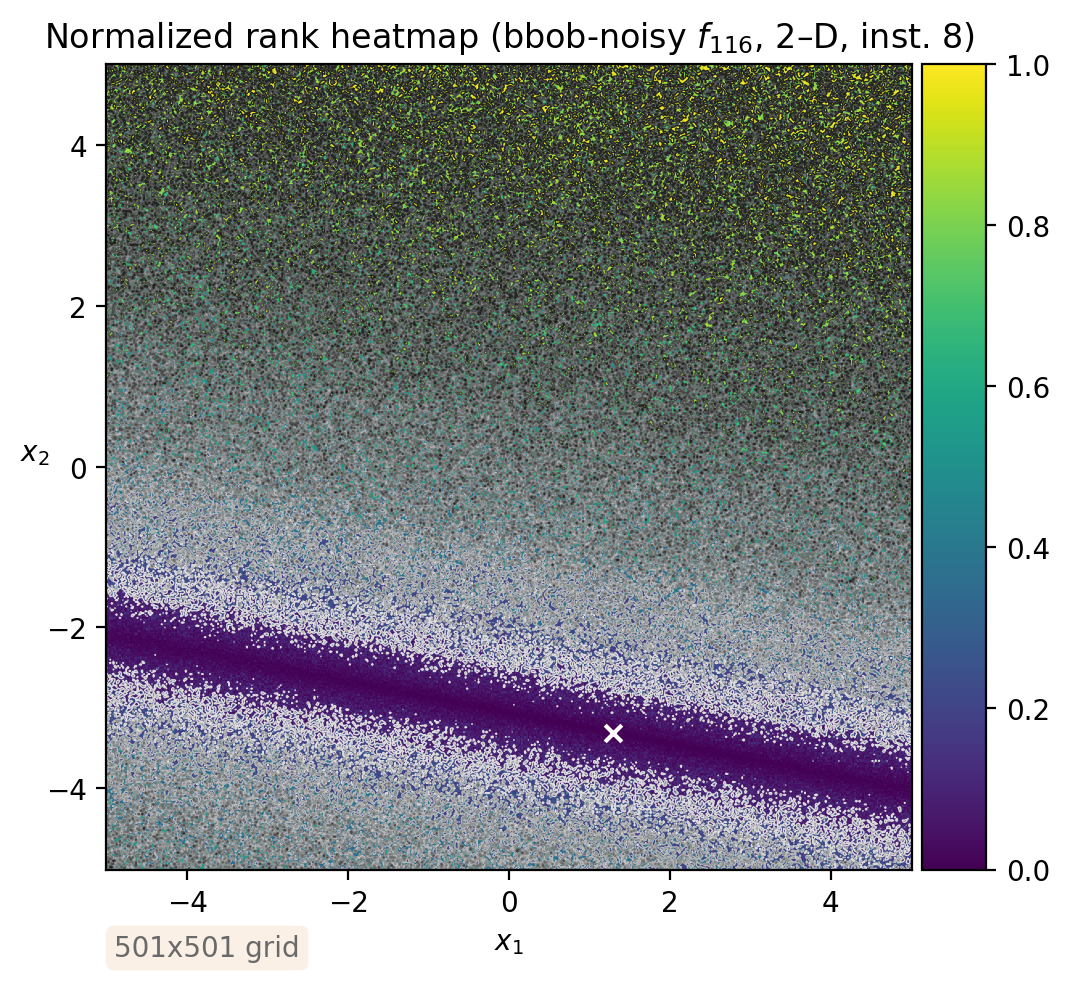 Normalized rank heatmap (bbob-noisy f₁₁₆, 2–D, inst. 8)
1.0
0.8
0.6
0.4
0.2
0.0
4
2
0
−2
−4
x₂
−4 −2 0 2 4
x₁
501x501 grid